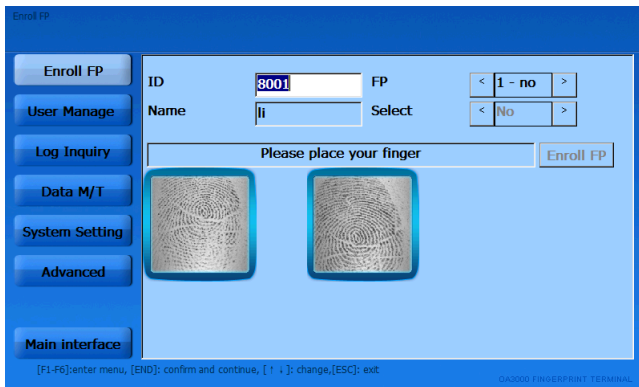 Enroll FP
Enroll FP
User Manage
Log Inquiry
Data M/T
System Setting
Advanced
Main interface
ID 8001 FP < 1 - no >
Name li Select < No >
Please place your finger Enroll FP
[F1-F6]:enter menu, [END]: confirm and continue, [ ↑ ↓ ]: change,[ESC]: exit
OA3000 FINGERPRINT TERMINAL